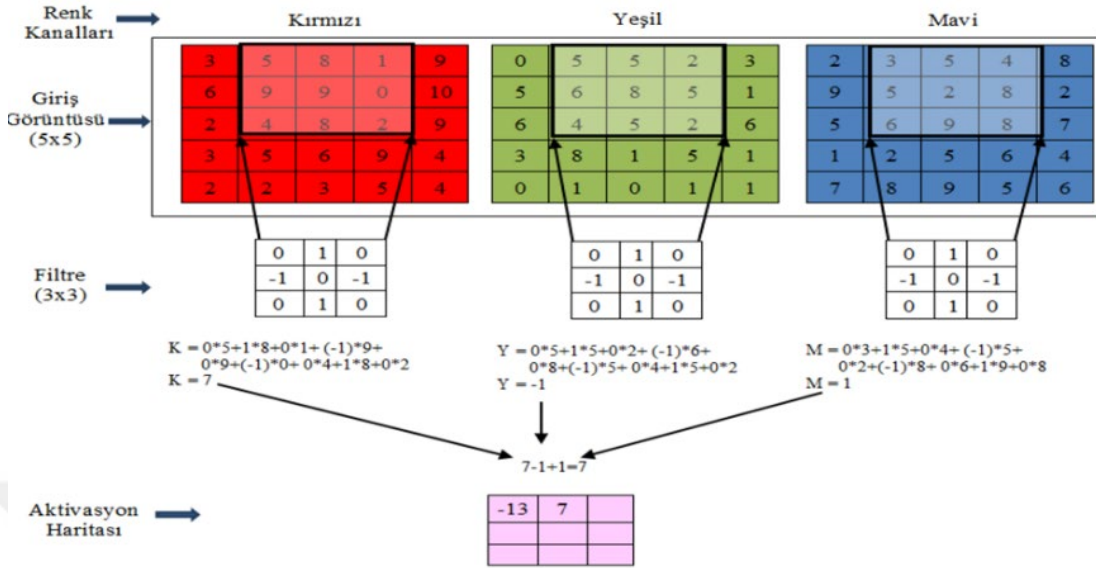 Renk
Kanalları
Kırmızı
Yeşil
Mavi
Giriş
Görüntüsü
(5x5)
3 5 8 1 9
6 9 9 0 10
2 4 8 2 9
3 5 6 9 4
2 2 3 5 4
0 5 5 2 3
5 6 8 5 1
6 4 5 2 6
3 8 1 5 1
0 1 0 1 1
2 3 5 4 8
9 5 2 8 2
5 6 9 8 7
1 2 5 6 4
7 8 9 5 6
Filtre
(3x3)
0 1 0
-1 0 -1
0 1 0
0 1 0
-1 0 -1
0 1 0
0 1 0
-1 0 -1
0 1 0
K = 0*5+1*8+0*1+ (-1)*9+
0*9+(-1)*0+ 0*4+1*8+0*2
K = 7
Y = 0*5+1*5+0*2+ (-1)*6+
0*8+(-1)*5+ 0*4+1*5+0*2
Y = -1
M = 0*3+1*5+0*4+ (-1)*5+
0*2+(-1)*8+ 0*6+1*9+0*8
M = 1
7-1+1=7
Aktivasyon
Haritası
-13 7